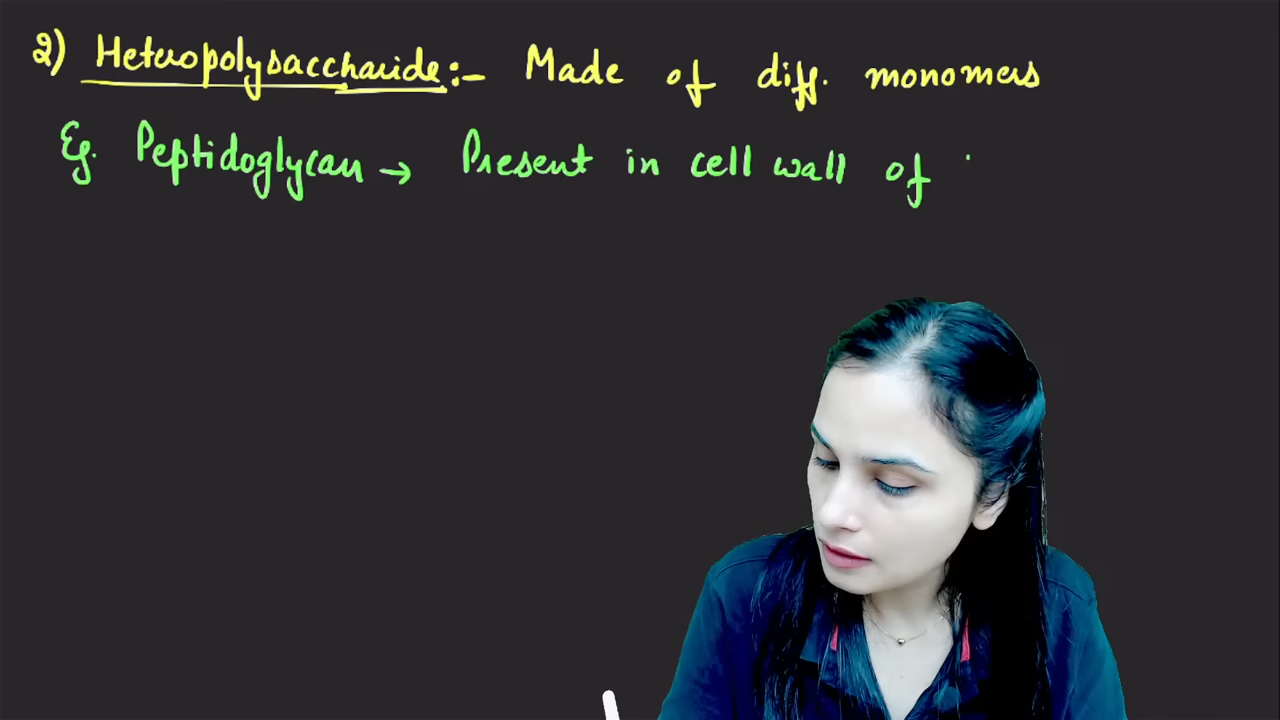 2) Heteropolysaccharide:- Made of diff. monomers
Eg. Peptidoglycan → Present in cell wall of